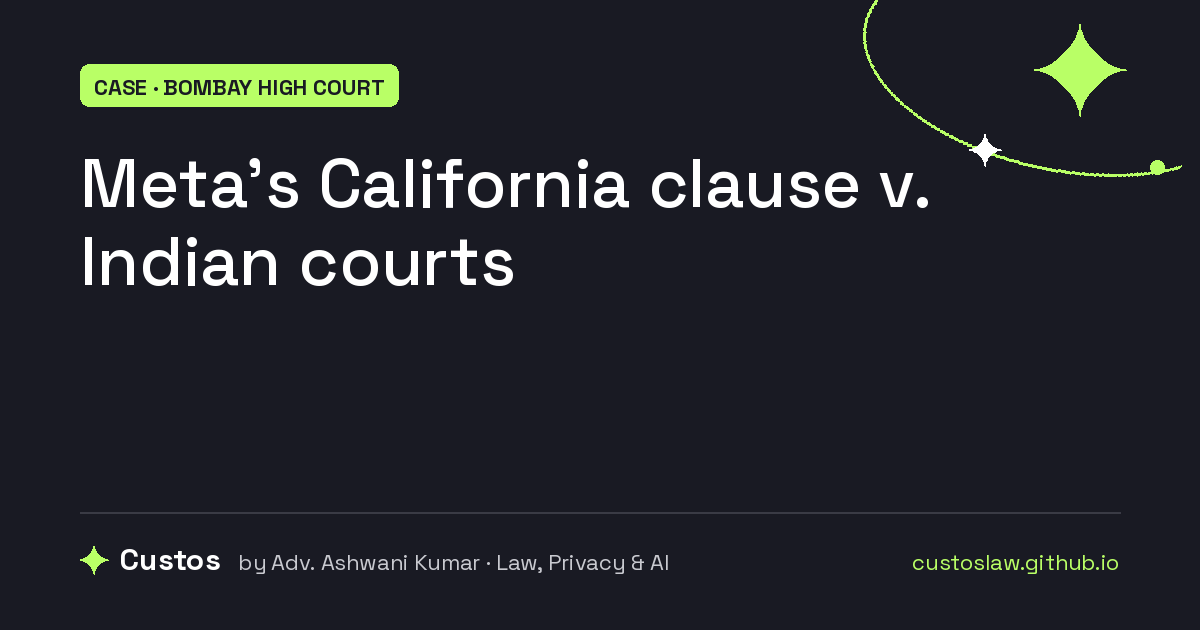 CASE · BOMBAY HIGH COURT
Meta’s California clause v.
Indian courts
Custos by Adv. Ashwani Kumar · Law, Privacy & AI
custoslaw.github.io